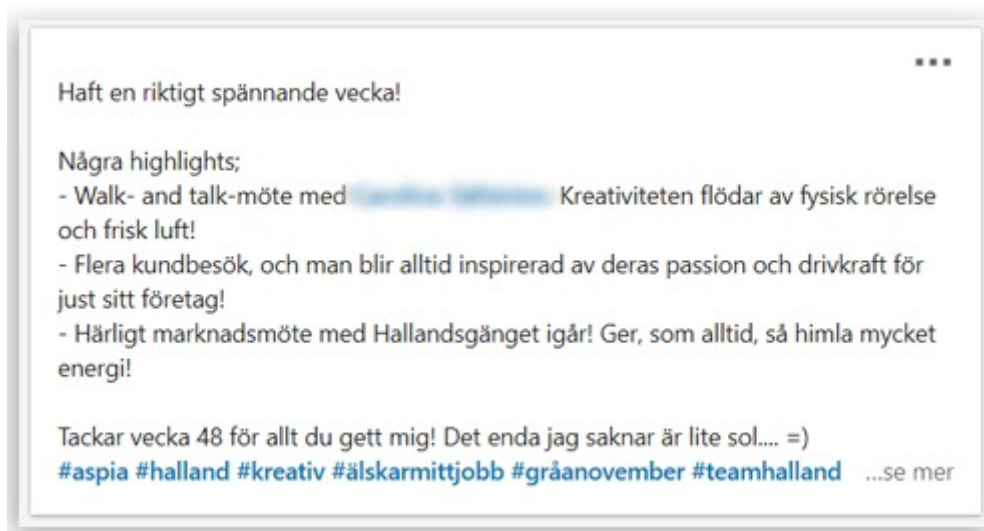 Haft en riktigt spännande vecka!
Några highlights;
- Walk- and talk-möte med Kreativiteten flödar av fysisk rörelse
och frisk luft!
- Flera kundbesök, och man blir alltid inspirerad av deras passion och drivkraft för
just sitt företag!
- Härligt marknadsmöte med Hallandsgänget igår! Ger, som alltid, så himla mycket
energi!
Tackar vecka 48 för allt du gett mig! Det enda jag saknar är lite sol.... =)
#aspia #halland #kreativ #älskarmittjobb #gråanovember #teamhalland ...se mer